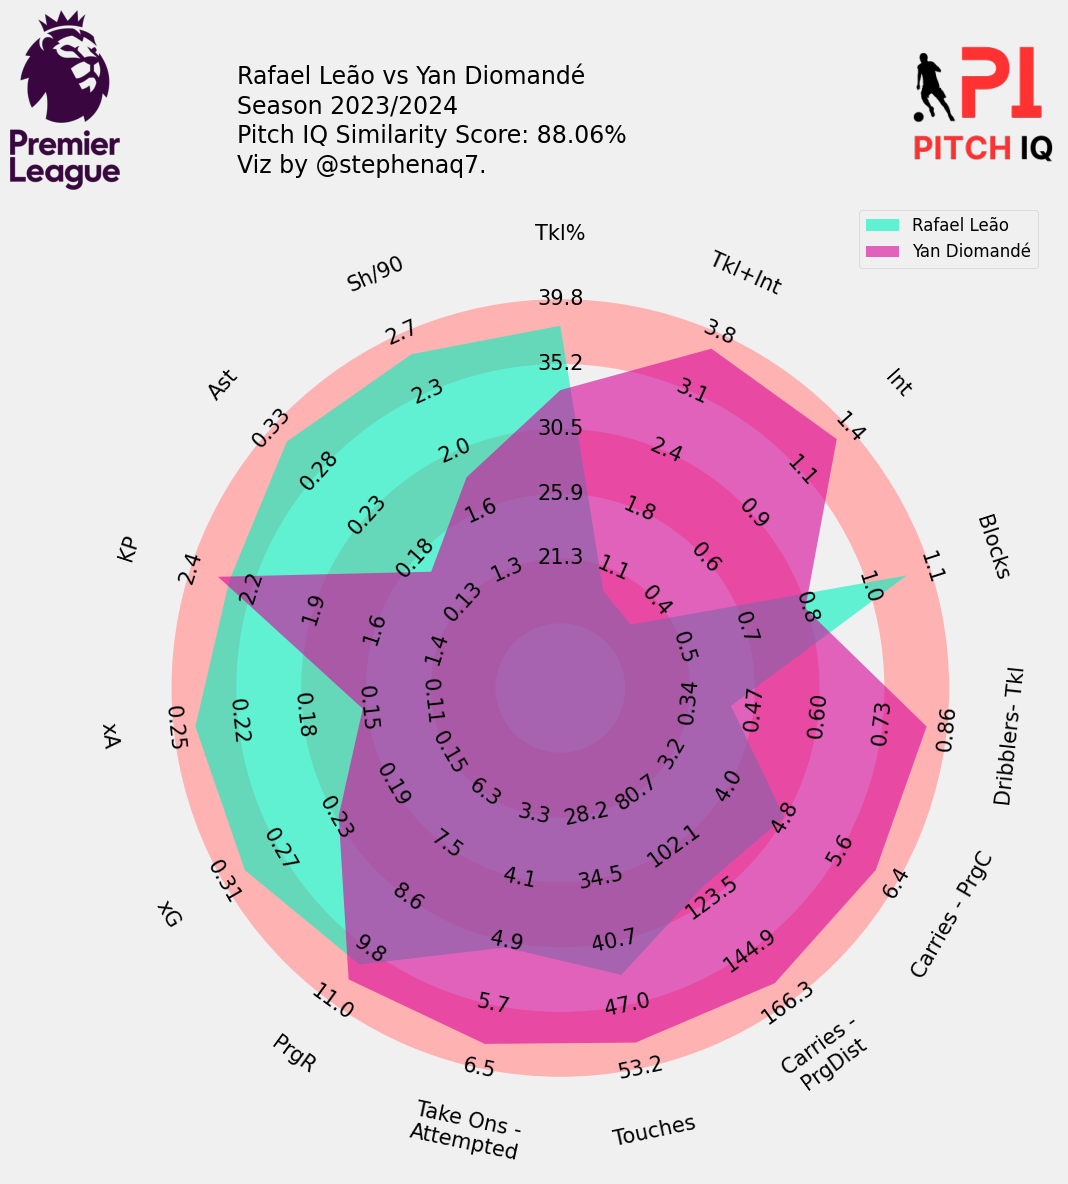 Premier
League
Rafael Leão vs Yan Diomandé
Season 2023/2024
Pitch IQ Similarity Score: 88.06%
Viz by @stephenaq7.
PI
PITCH IQ
Rafael Leão
Yan Diomandé
Tkl%
39.8
35.2
30.5
25.9
21.3
Tkl+Int
3.8
3.1
2.4
1.8
1.1
Int
1.4
1.1
0.9
0.6
0.4
Blocks
1.1
1.0
0.8
0.7
0.5
Dribblers- Tkl
0.86
0.73
0.60
0.47
0.34
Carries - PrgC
6.4
5.6
4.8
4.0
3.2
Carries -
PrgDist
166.3
144.9
123.5
102.1
80.7
Touches
53.2
47.0
40.7
34.5
28.2
Take Ons -
Attempted
6.5
5.7
4.9
4.1
3.3
PrgR
11.0
9.8
8.6
7.5
6.3
xG
0.31
0.27
0.23
0.19
0.15
xA
0.25
0.22
0.18
0.15
0.11
KP
2.4
2.2
1.9
1.6
1.4
Ast
0.33
0.28
0.23
0.18
0.13
Sh/90
2.7
2.3
2.0
1.6
1.3